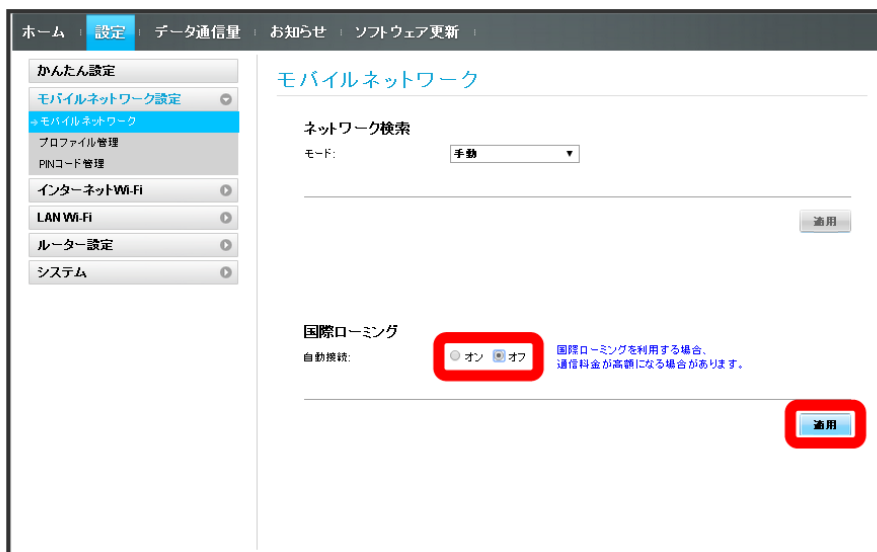 ホーム 設定 データ通信量 お知らせ ソフトウェア更新
かんたん設定
モバイルネットワーク設定
モバイルネットワーク
プロファイル管理
PINコード管理
インターネットWi-Fi
LAN Wi-Fi
ルーター設定
システム
モバイルネットワーク
ネットワーク検索
モード: 手動
適用
国際ローミング
自動接続: オン オフ 国際ローミングを利用する場合、
通信料金が高額になる場合があります。
適用